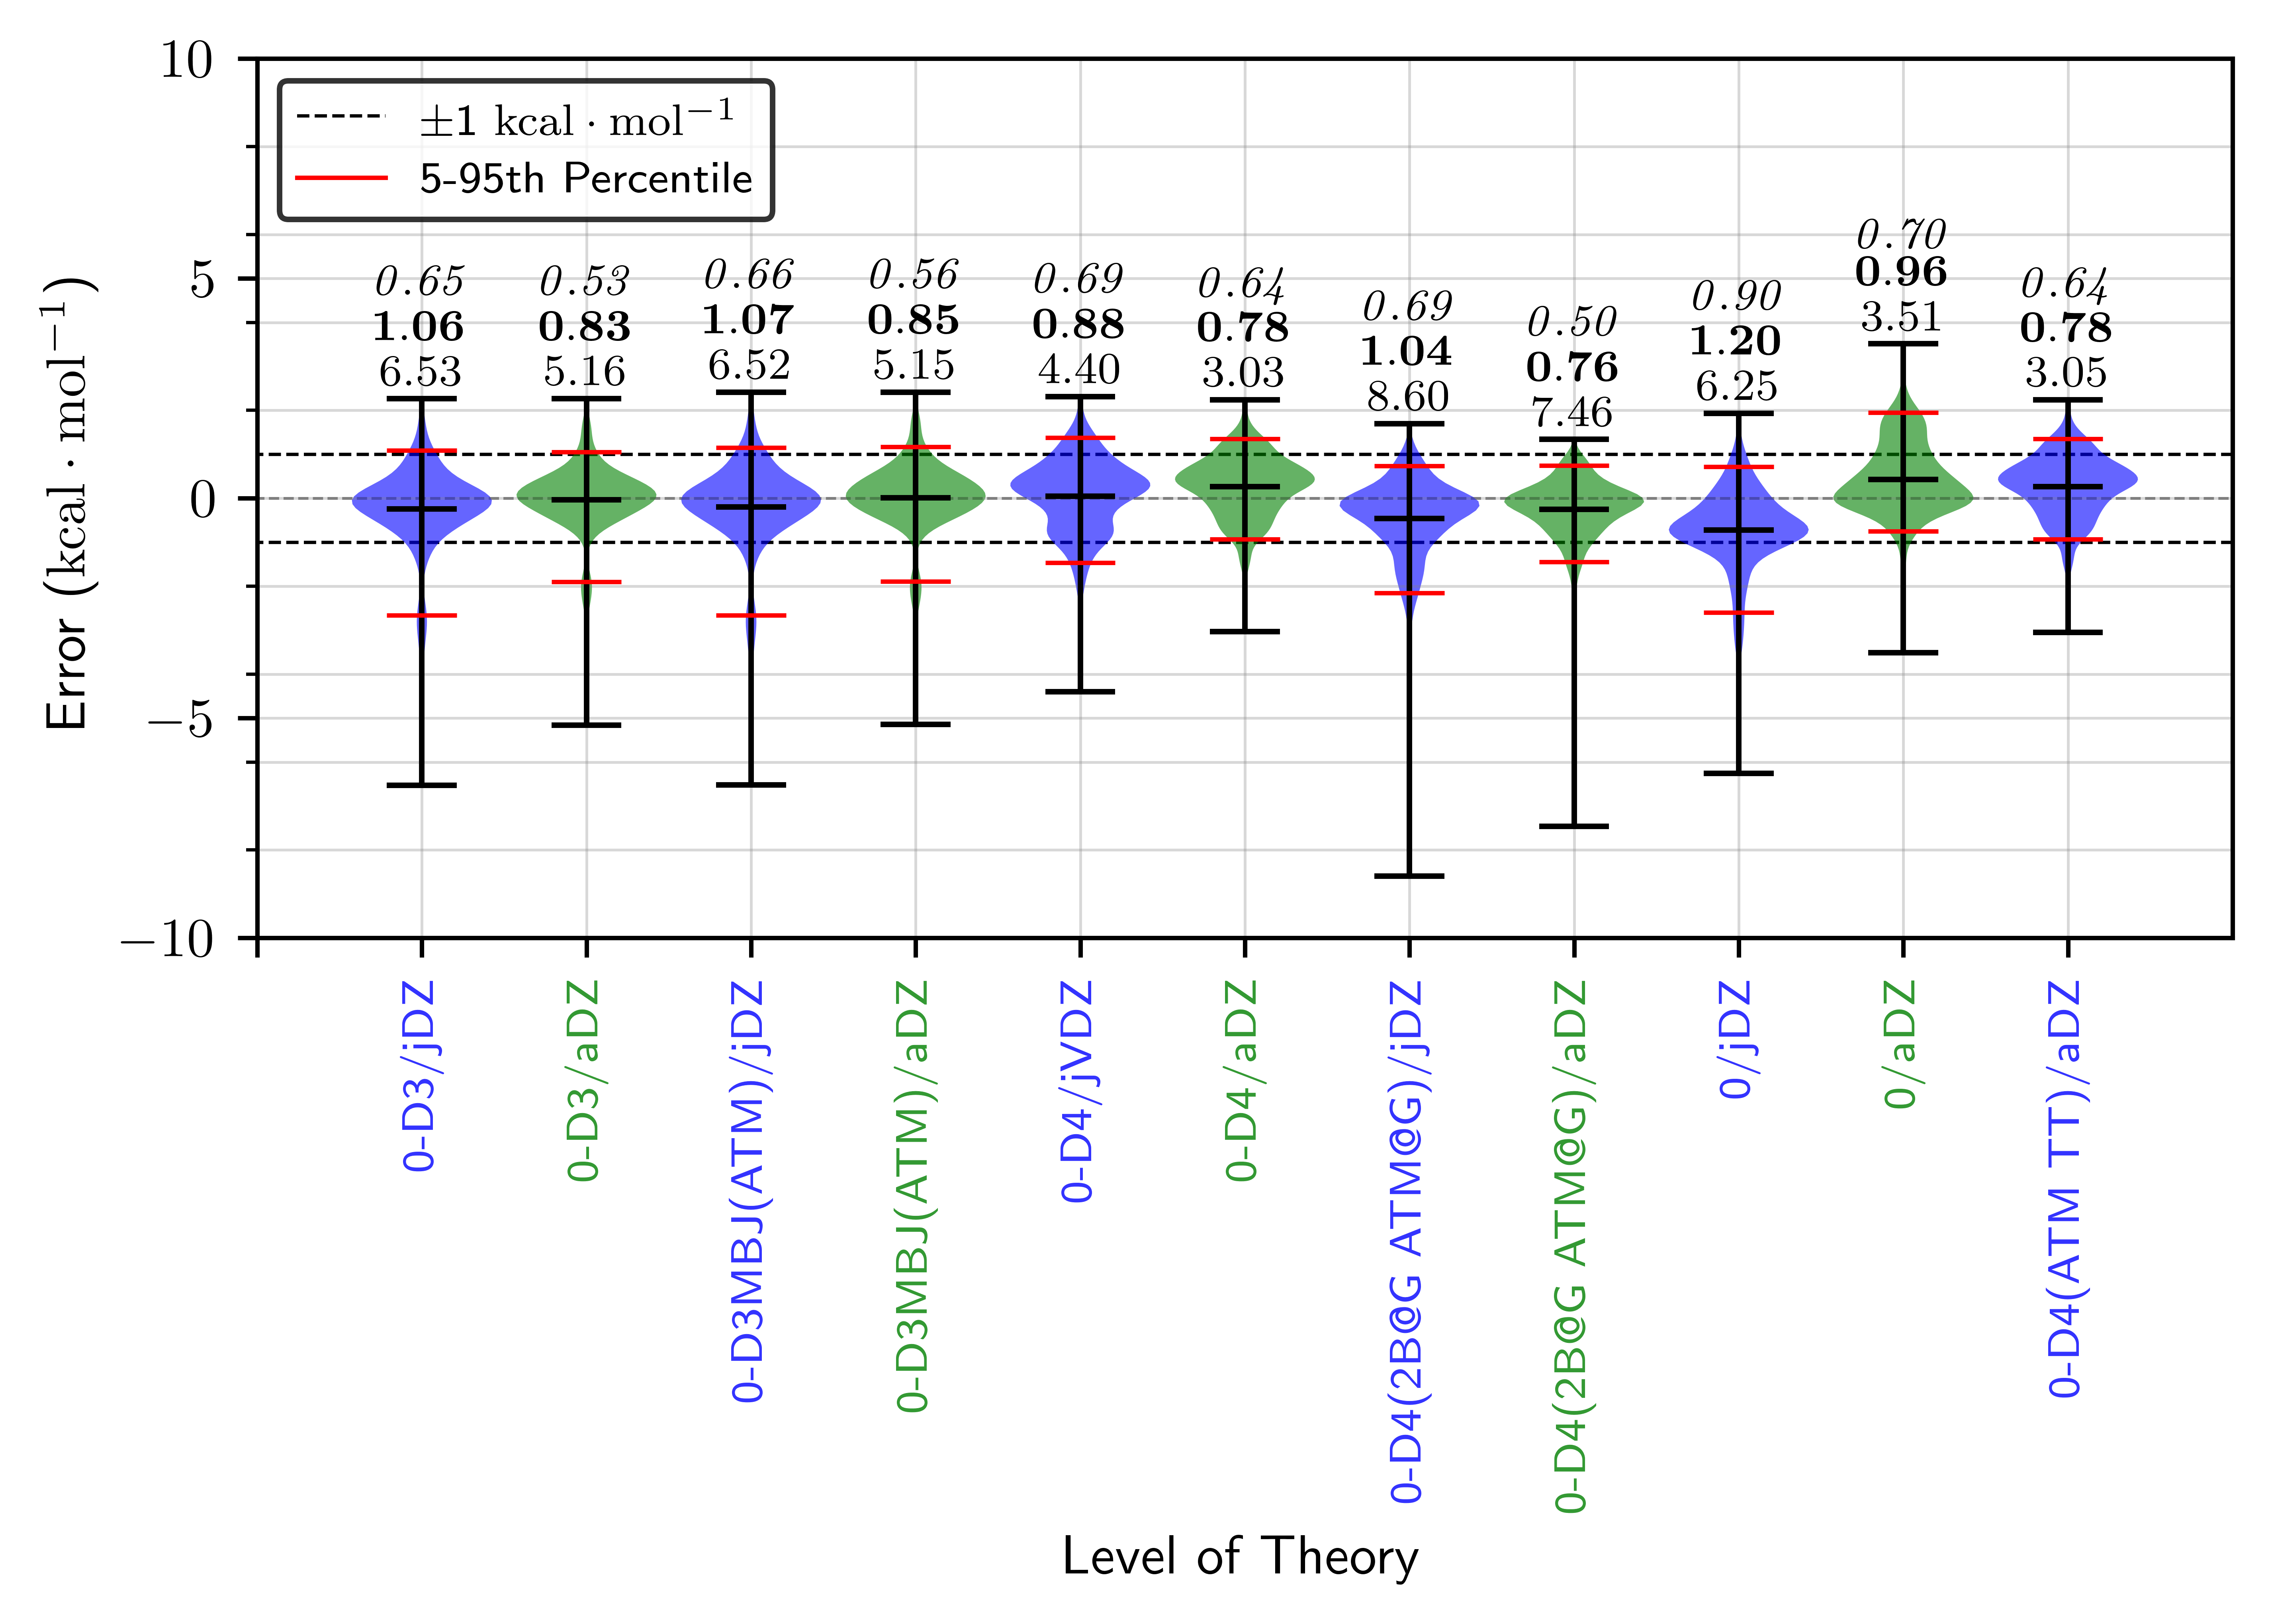 10
5
0
−5
−10
Error (kcal · mol⁻¹)
±1 kcal · mol⁻¹
5-95th Percentile
0.65
1.06
6.53
0.53
0.83
5.16
0.66
1.07
6.52
0.56
0.85
5.15
0.69
0.88
4.40
0.64
0.78
3.03
0.69
1.04
8.60
0.50
0.76
7.46
0.90
1.20
6.25
0.70
0.96
3.51
0.64
0.78
3.05
0-D3/jDZ
0-D3/aDZ
0-D3MBJ(ATM)/jDZ
0-D3MBJ(ATM)/aDZ
0-D4/jVDZ
0-D4/aDZ
0-D4(2B@G ATM@G)/jDZ
0-D4(2B@G ATM@G)/aDZ
0/jDZ
0/aDZ
0-D4(ATM TT)/aDZ
Level of Theory